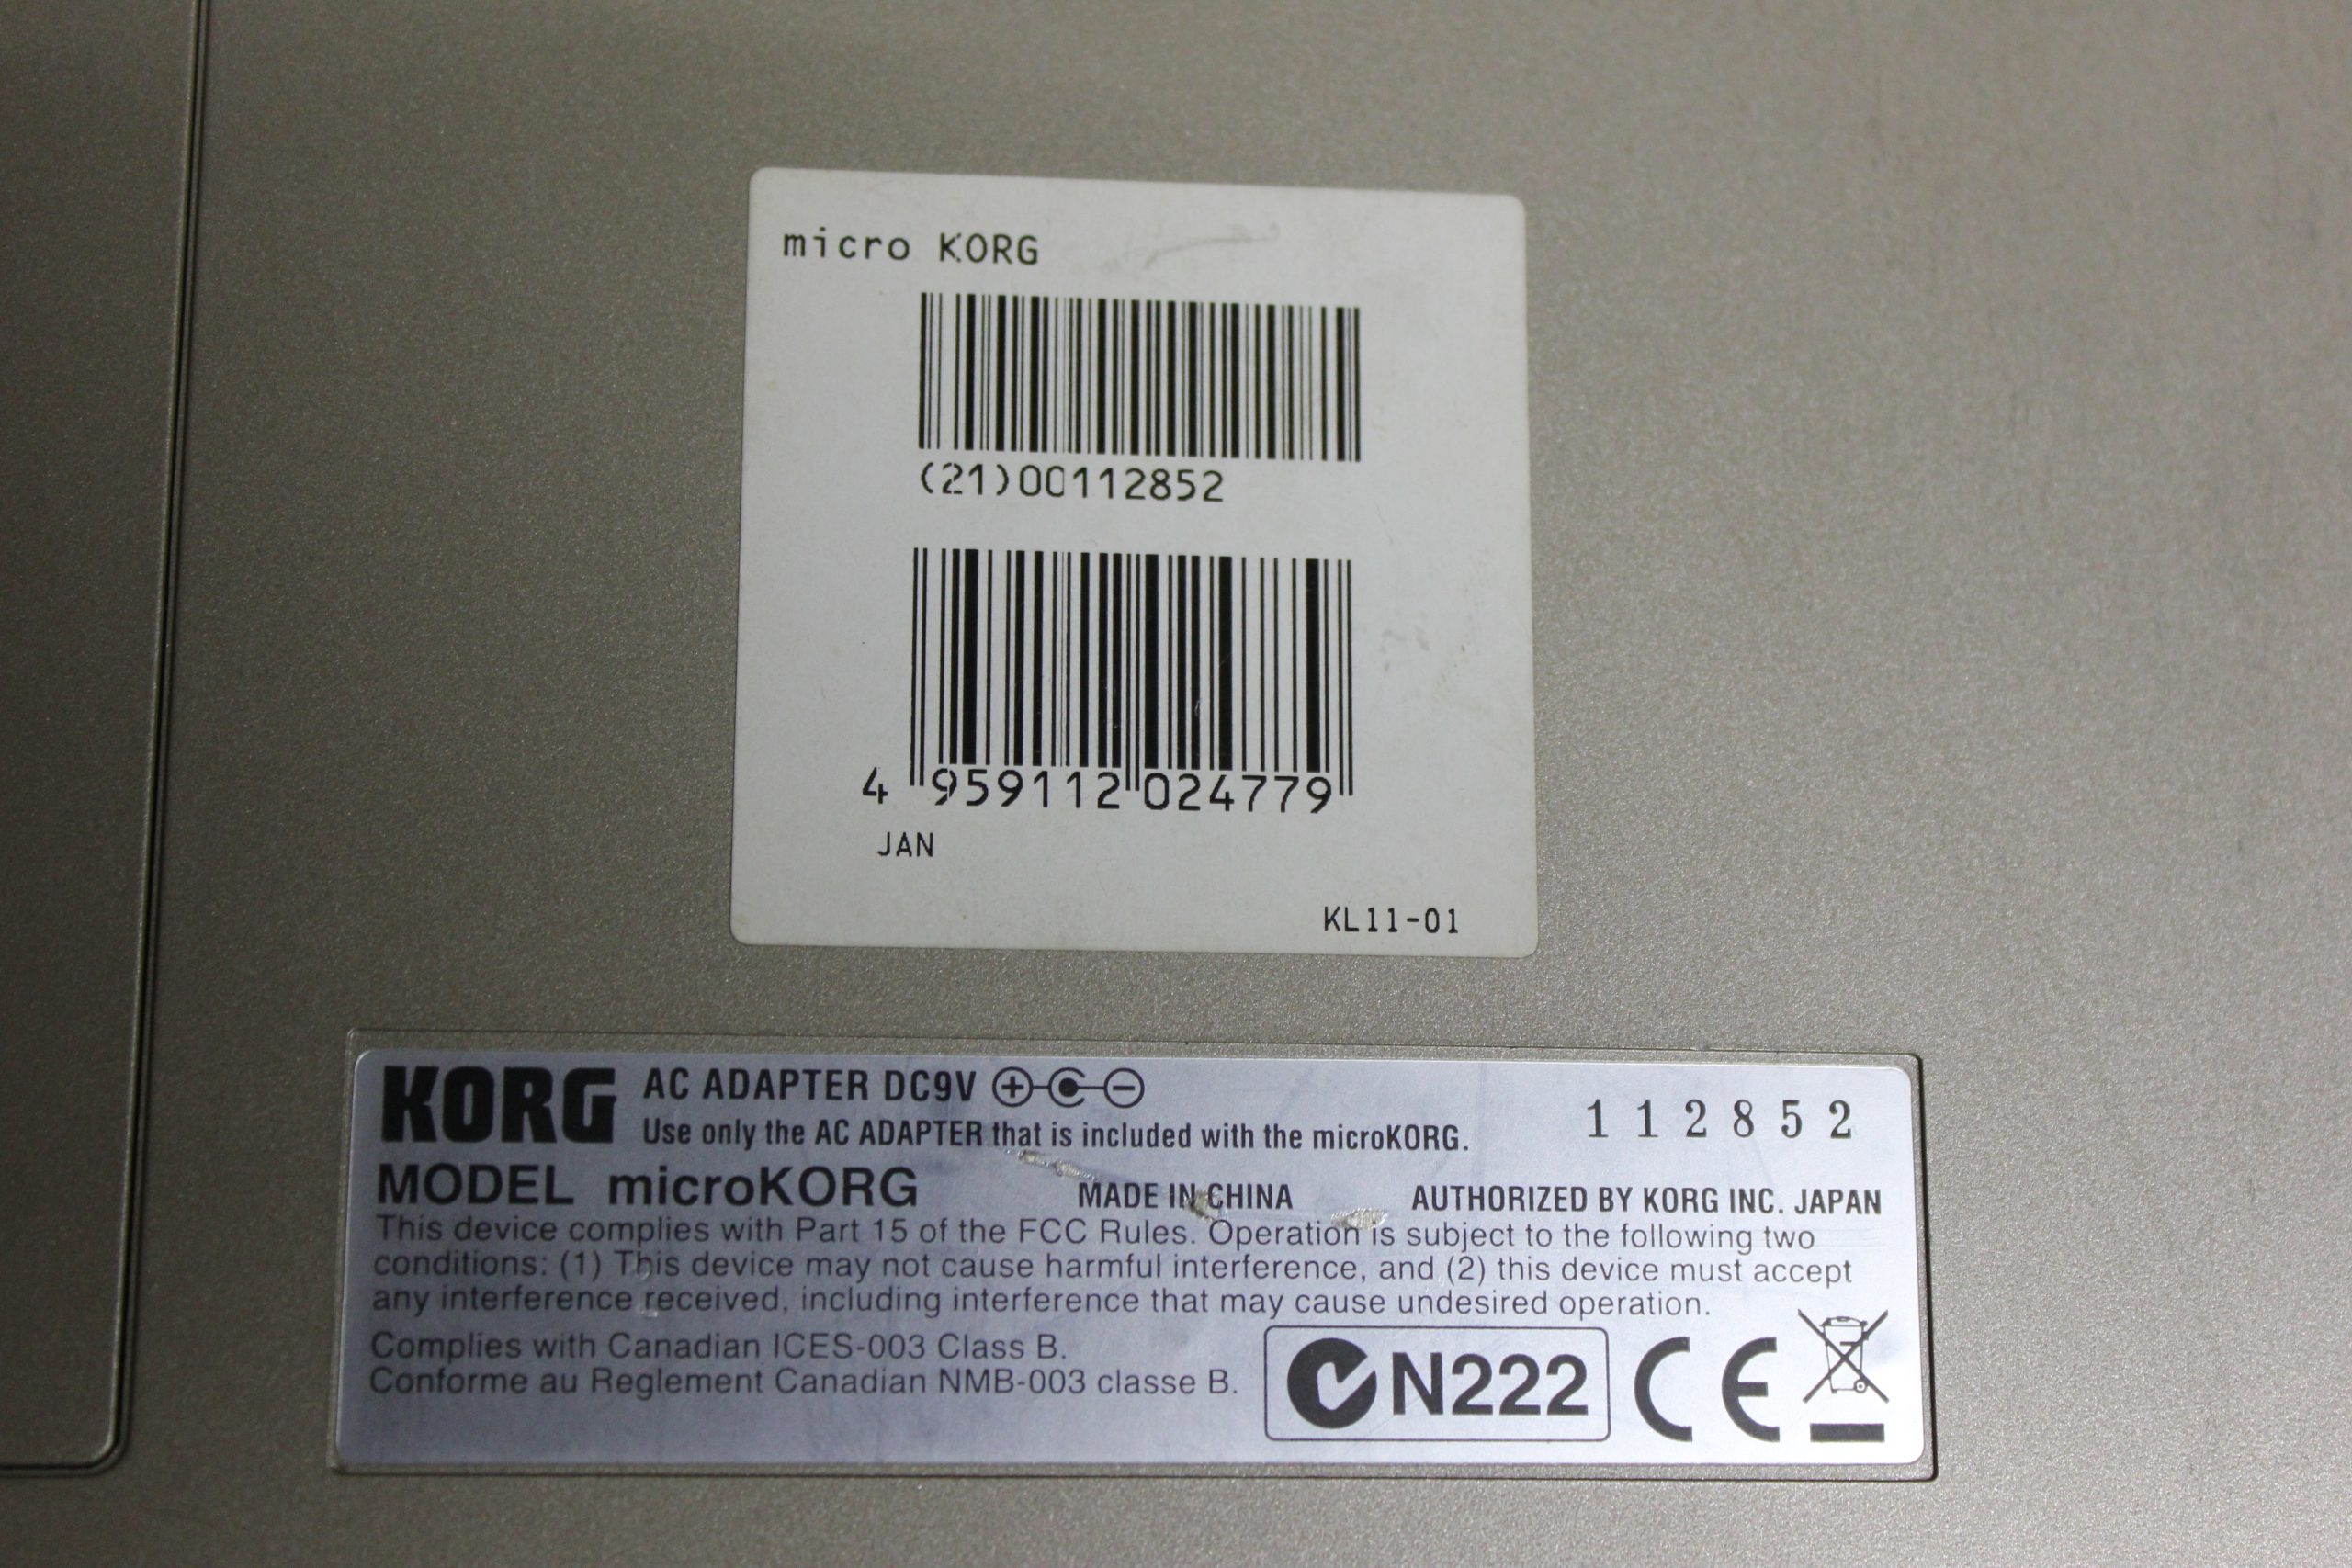 micro KORG
(21)00112852
4 959112 024779
JAN
KL11-01
KORG AC ADAPTER DC9V
Use only the AC ADAPTER that is included with the microKORG.
112852
MODEL microKORG MADE IN CHINA AUTHORIZED BY KORG INC. JAPAN
This device complies with Part 15 of the FCC Rules. Operation is subject to the following two
conditions: (1) This device may not cause harmful interference, and (2) this device must accept
any interference received, including interference that may cause undesired operation.
Complies with Canadian ICES-003 Class B.
Conforme au Reglement Canadian NMB-003 classe B.
N222 CE